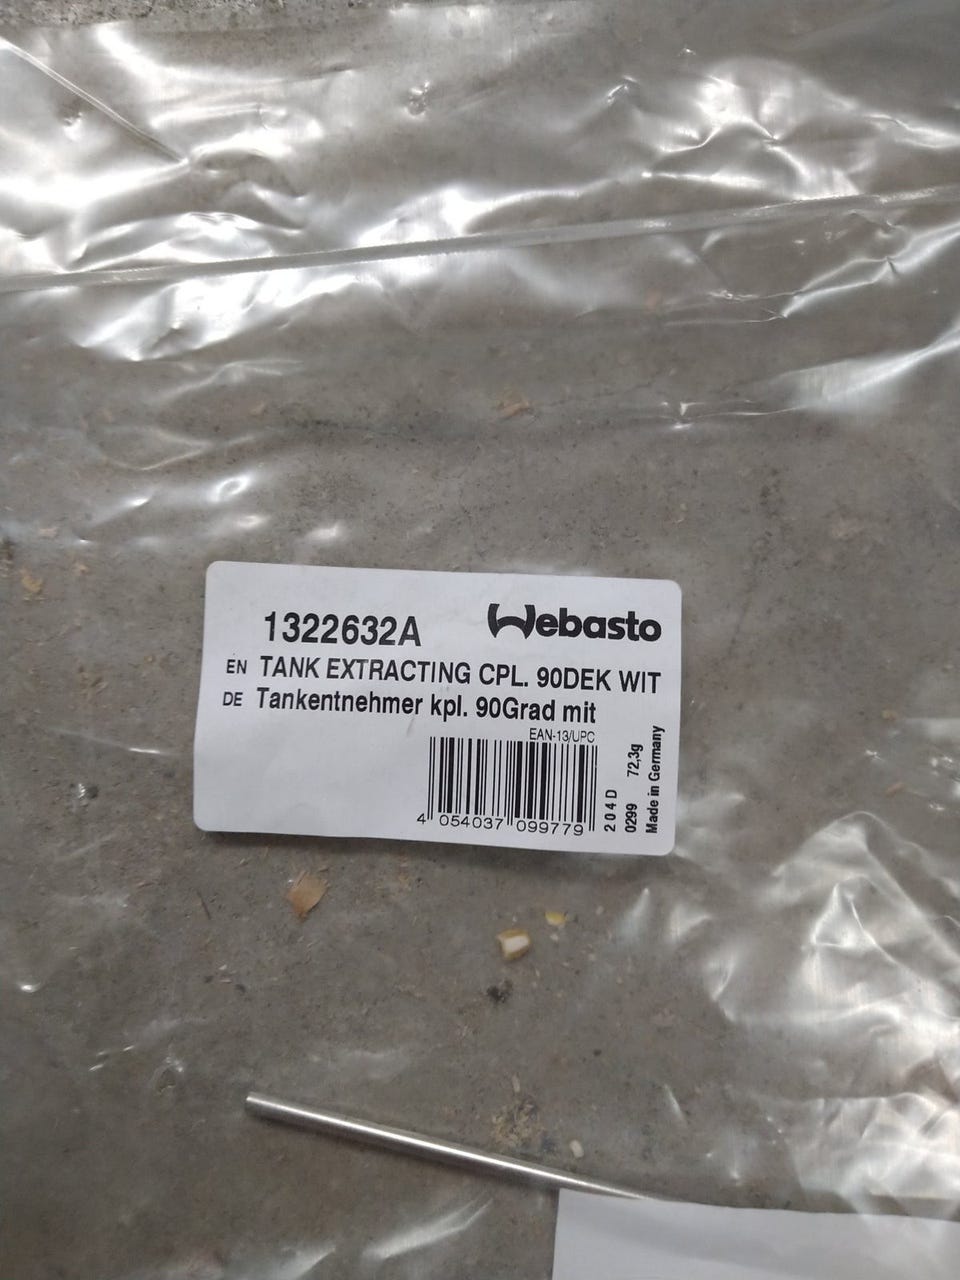 1322632A Webasto
EN TANK EXTRACTING CPL. 90DEK WIT
DE Tankentnehmer kpl. 90Grad mit
EAN-13/UPC
4 054037 099779
204D
0299 72,3g
Made in Germany